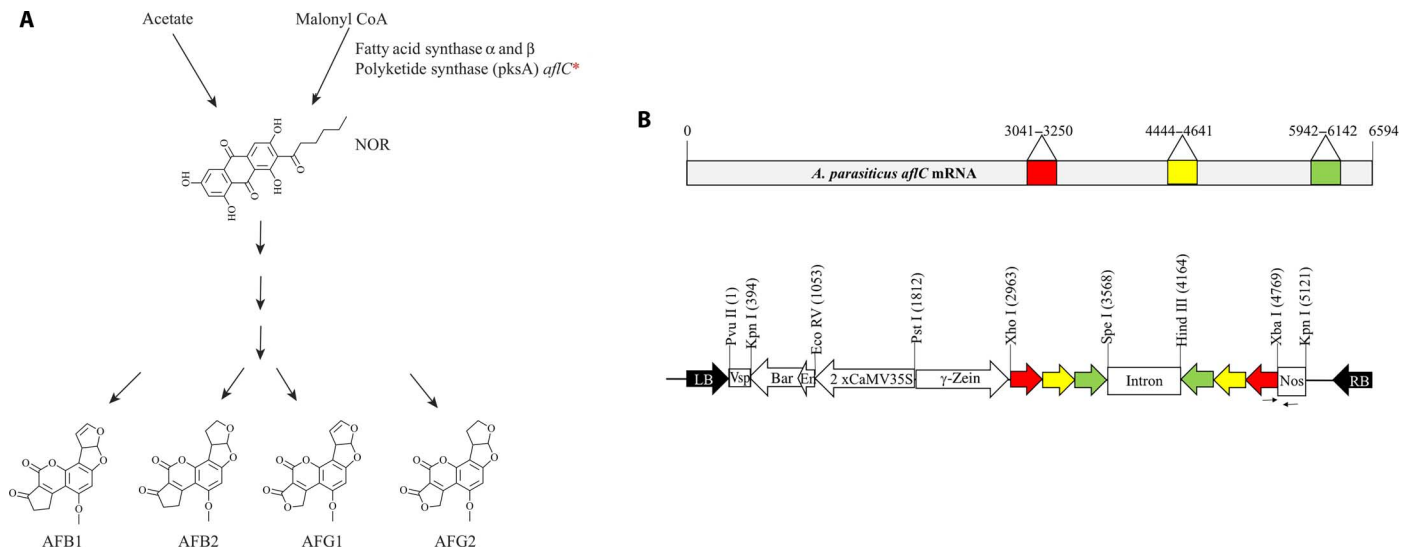 A
Acetate
Malonyl CoA
Fatty acid synthase α and β
Polyketide synthase (pksA) aflC*
O
OH
O
NOR
OH
O
OH
OH
O
O
O
O
O
O
O
AFB1
O
O
O
O
O
O
AFB2
O
O
O
O
O
O
O
AFG1
O
O
O
O
O
O
O
AFG2
B
0
3041–3250
4444–4641
5942–6142
6594
A. parasiticus aflC mRNA
Pvu II (1)
Kpn I (394)
Eco RV (1053)
Pst I (1812)
Xho I (2963)
Spe I (3568)
Hind III (4164)
Xba I (4769)
Kpn I (5121)
LB
Vsp
Bar
En
2 xCaMV35S
γ-Zein
Intron
Nos
RB